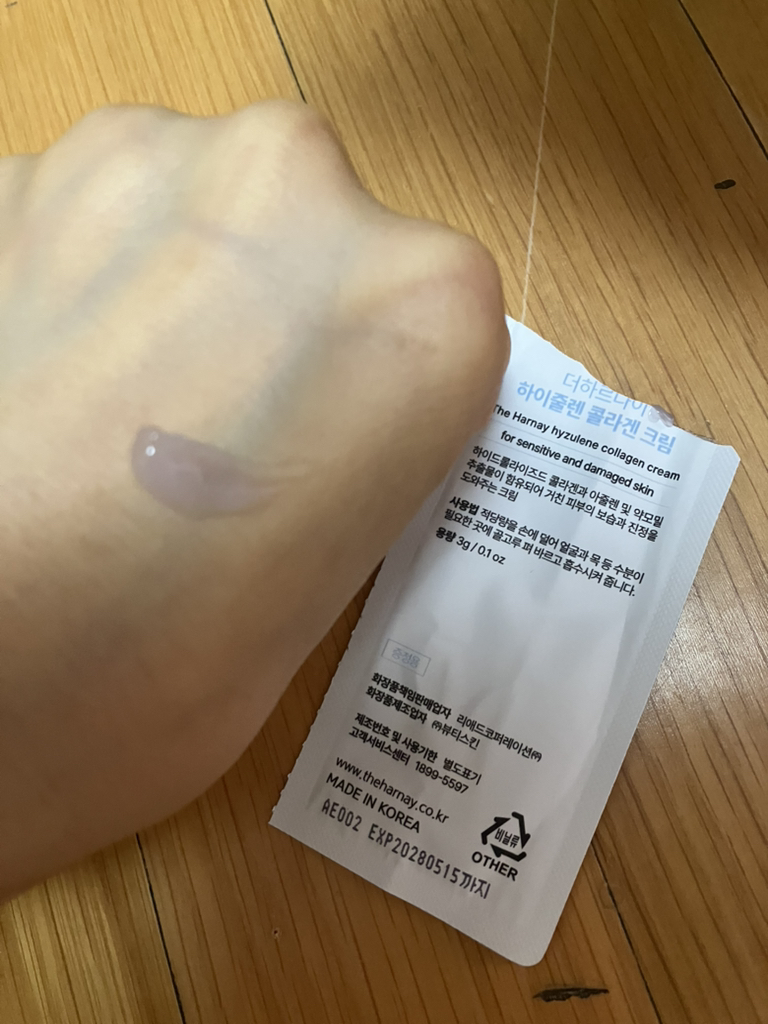 더하르나이
하이줄렌 콜라겐 크림
The Harnay hyzulene collagen cream
for sensitive and damaged skin
하이드롤라이즈드 콜라겐과 아줄렌 및 약모밀
추출물이 함유되어 거친 피부의 보습과 진정을
도와주는 크림
사용법 적당량을 손에 덜어 얼굴과 목 등 수분이
필요한 곳에 골고루 펴 바르고 흡수시켜 줍니다.
용량 3g / 0.1 oz
증정용
화장품책임판매업자 리애드코퍼레이션㈜
화장품제조업자 ㈜뷰티스킨
제조번호 및 사용기한 별도표기
고객서비스센터 1899-5597
www.theharnay.co.kr
MADE IN KOREA
AE002 EXP20280515까지
비닐류
OTHER